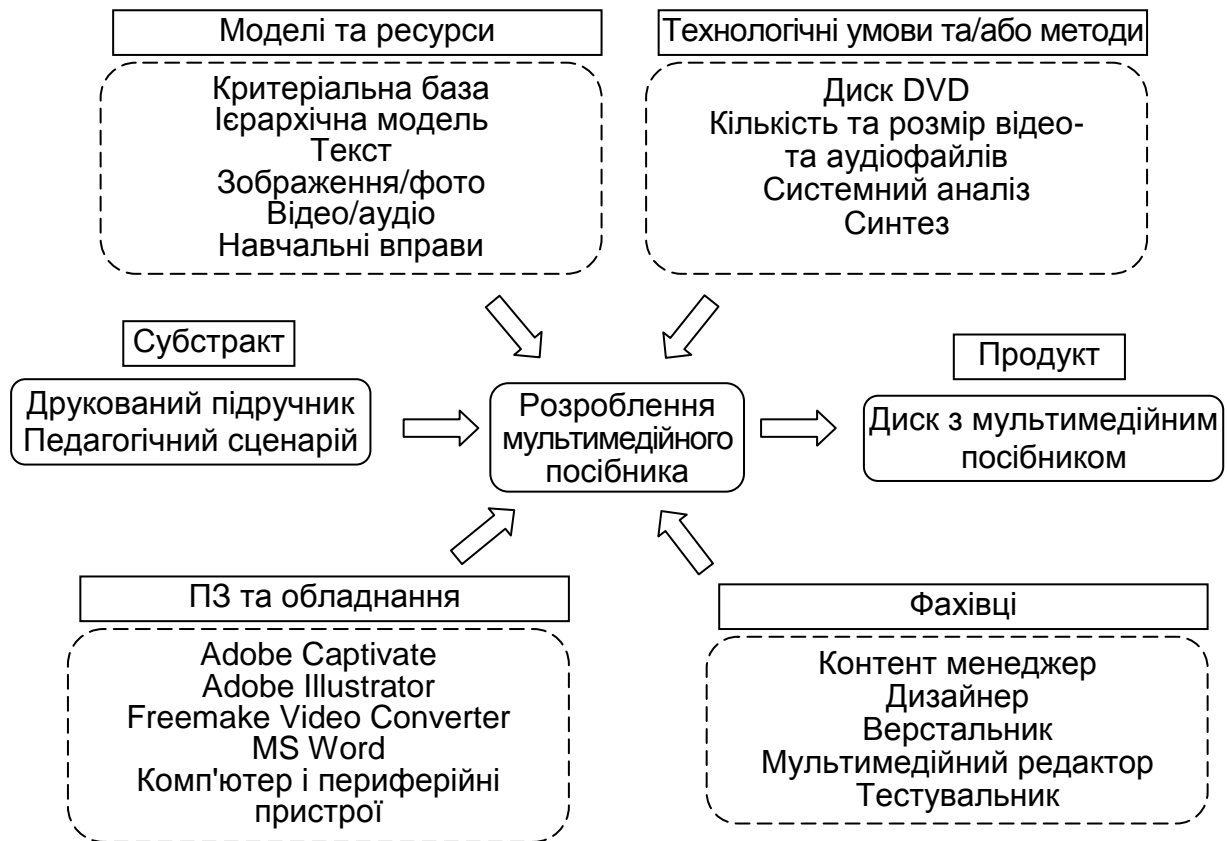 Моделі та ресурси
Критеріальна база
Ієрархічна модель
Текст
Зображення/фото
Відео/аудіо
Навчальні вправи
Технологічні умови та/або методи
Диск DVD
Кількість та розмір відео-
та аудіофайлів
Системний аналіз
Синтез
Субстракт
Друкований підручник
Педагогічний сценарій
Розроблення
мультимедійного
посібника
Продукт
Диск з мультимедійним
посібником
ПЗ та обладнання
Adobe Captivate
Adobe Illustrator
Freemake Video Converter
MS Word
Комп'ютер і периферійні
пристрої
Фахівці
Контент менеджер
Дизайнер
Верстальник
Мультимедійний редактор
Тестувальник